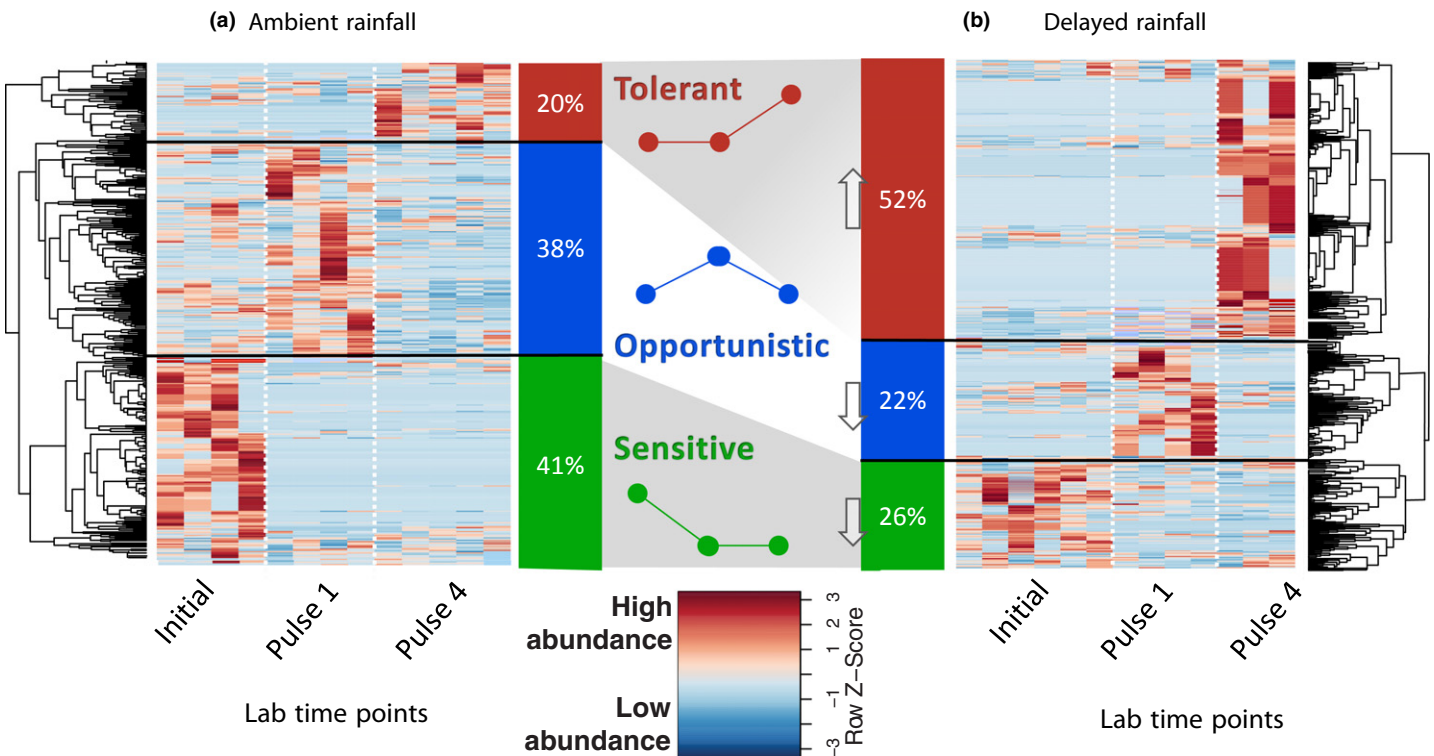 (a) Ambient rainfall
(b) Delayed rainfall
Tolerant
20%
52%
38%
Opportunistic
22%
Sensitive
41%
26%
Initial
Pulse 1
Pulse 4
Initial
Pulse 1
Pulse 4
High
abundance
Low
abundance
3
2
1
−1
−3
Row Z−Score
Lab time points
Lab time points